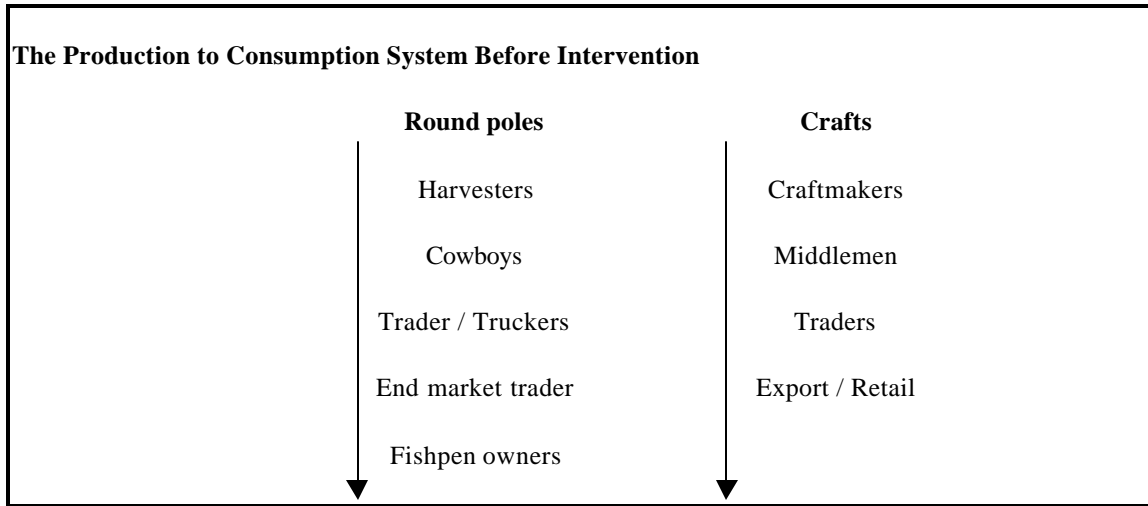 The Production to Consumption System Before Intervention
Round poles Crafts
Harvesters Craftmakers
Cowboys Middlemen
Trader / Truckers Traders
End market trader Export / Retail
Fishpen owners